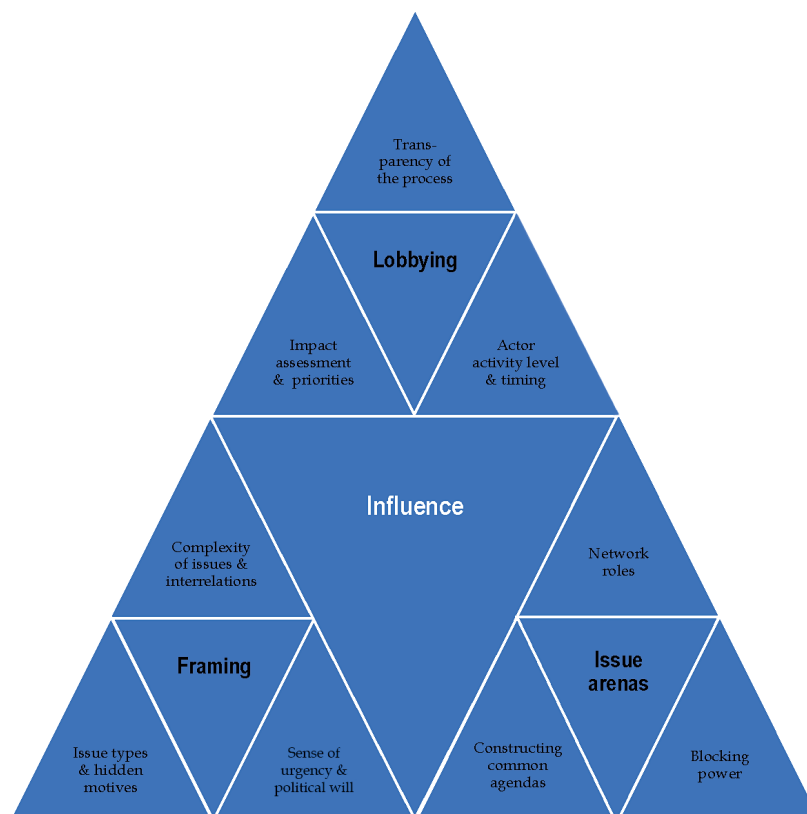 Trans-
parency of
the process
Lobbying
Impact
assessment
& priorities
Actor
activity level
& timing
Influence
Complexity
of issues &
interrelations
Network
roles
Framing
Issue
arenas
Issue types
& hidden
motives
Sense of
urgency &
political will
Constructing
common
agendas
Blocking
power